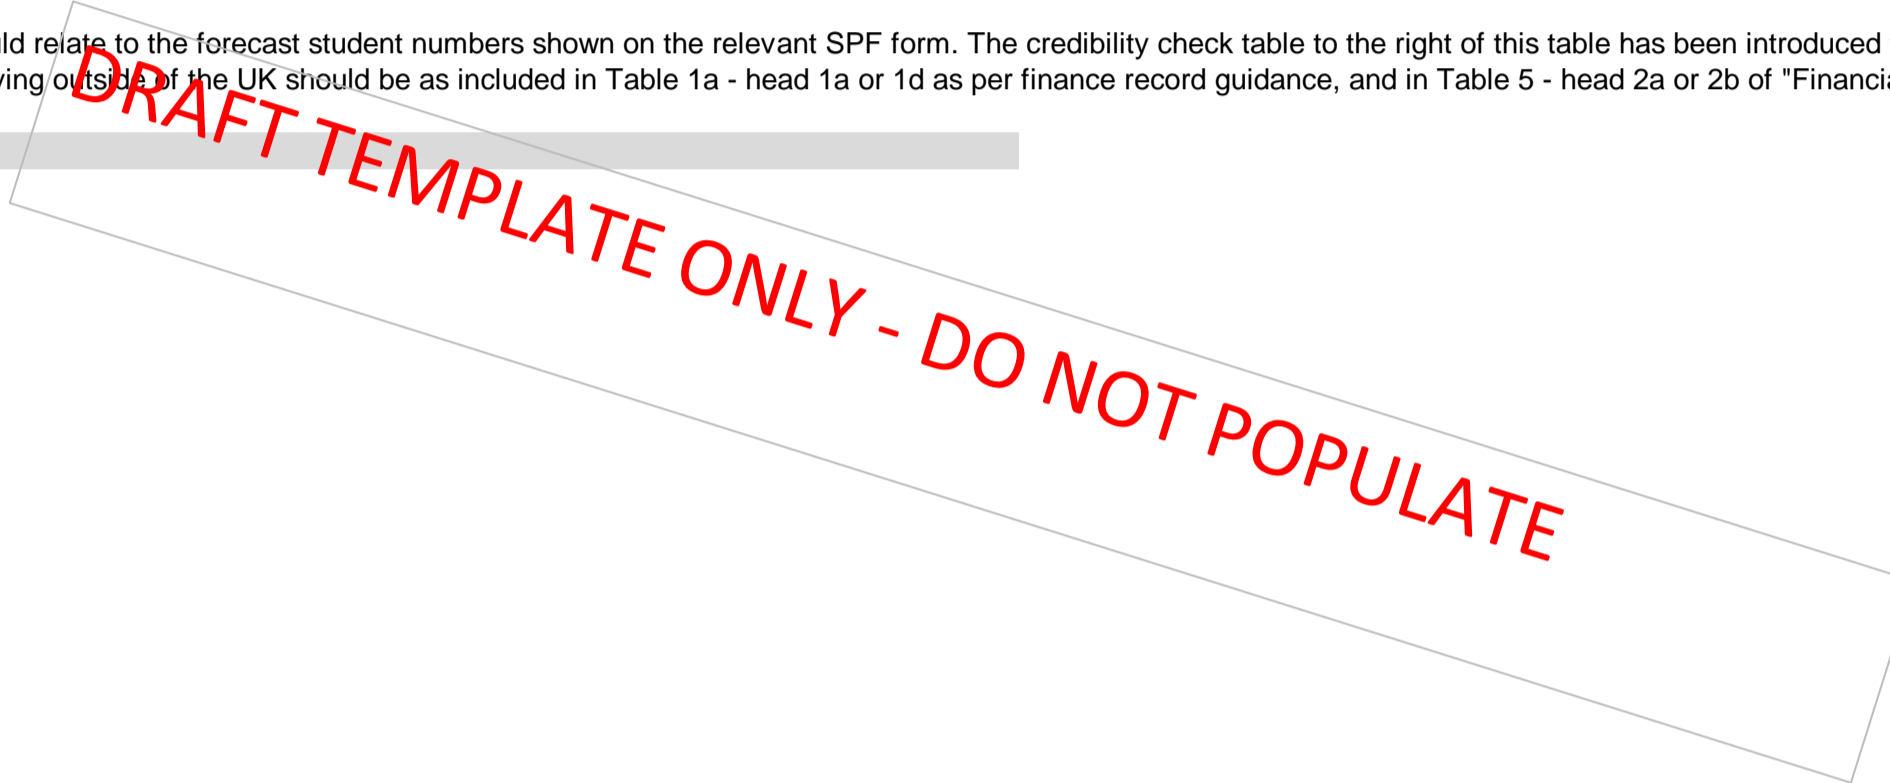 ld relate to the forecast student numbers shown on the relevant SPF form. The credibility check table to the right of this table has been introduced
ing outside of the UK should be as included in Table 1a - head 1a or 1d as per finance record guidance, and in Table 5 - head 2a or 2b of "Financi
DRAFT TEMPLATE ONLY - DO NOT POPULATE